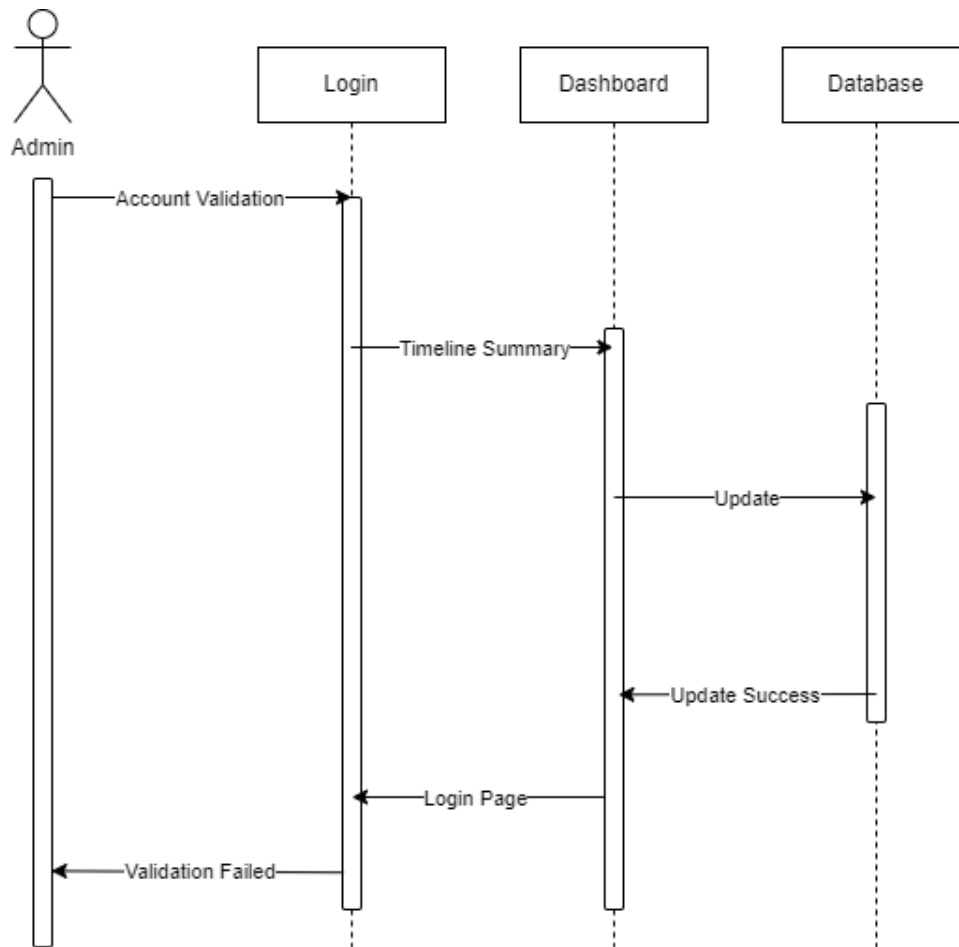 Login
Dashboard
Database
Admin
Account Validation
Timeline Summary
Update
Update Success
Login Page
Validation Failed